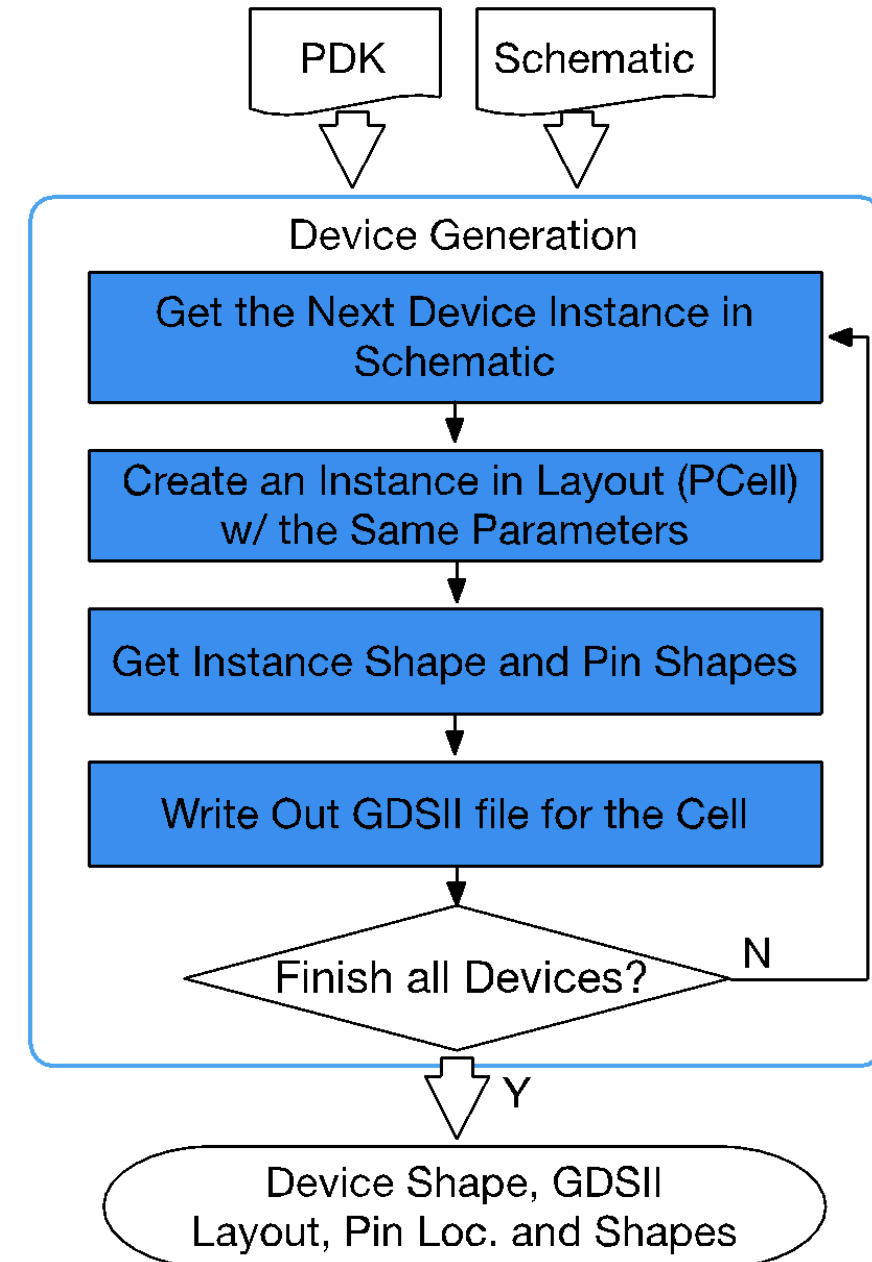 PDK
Schematic
Device Generation
Get the Next Device Instance in
Schematic
Create an Instance in Layout (PCell)
w/ the Same Parameters
Get Instance Shape and Pin Shapes
Write Out GDSII file for the Cell
Finish all Devices?
N
Y
Device Shape, GDSII
Layout, Pin Loc. and Shapes